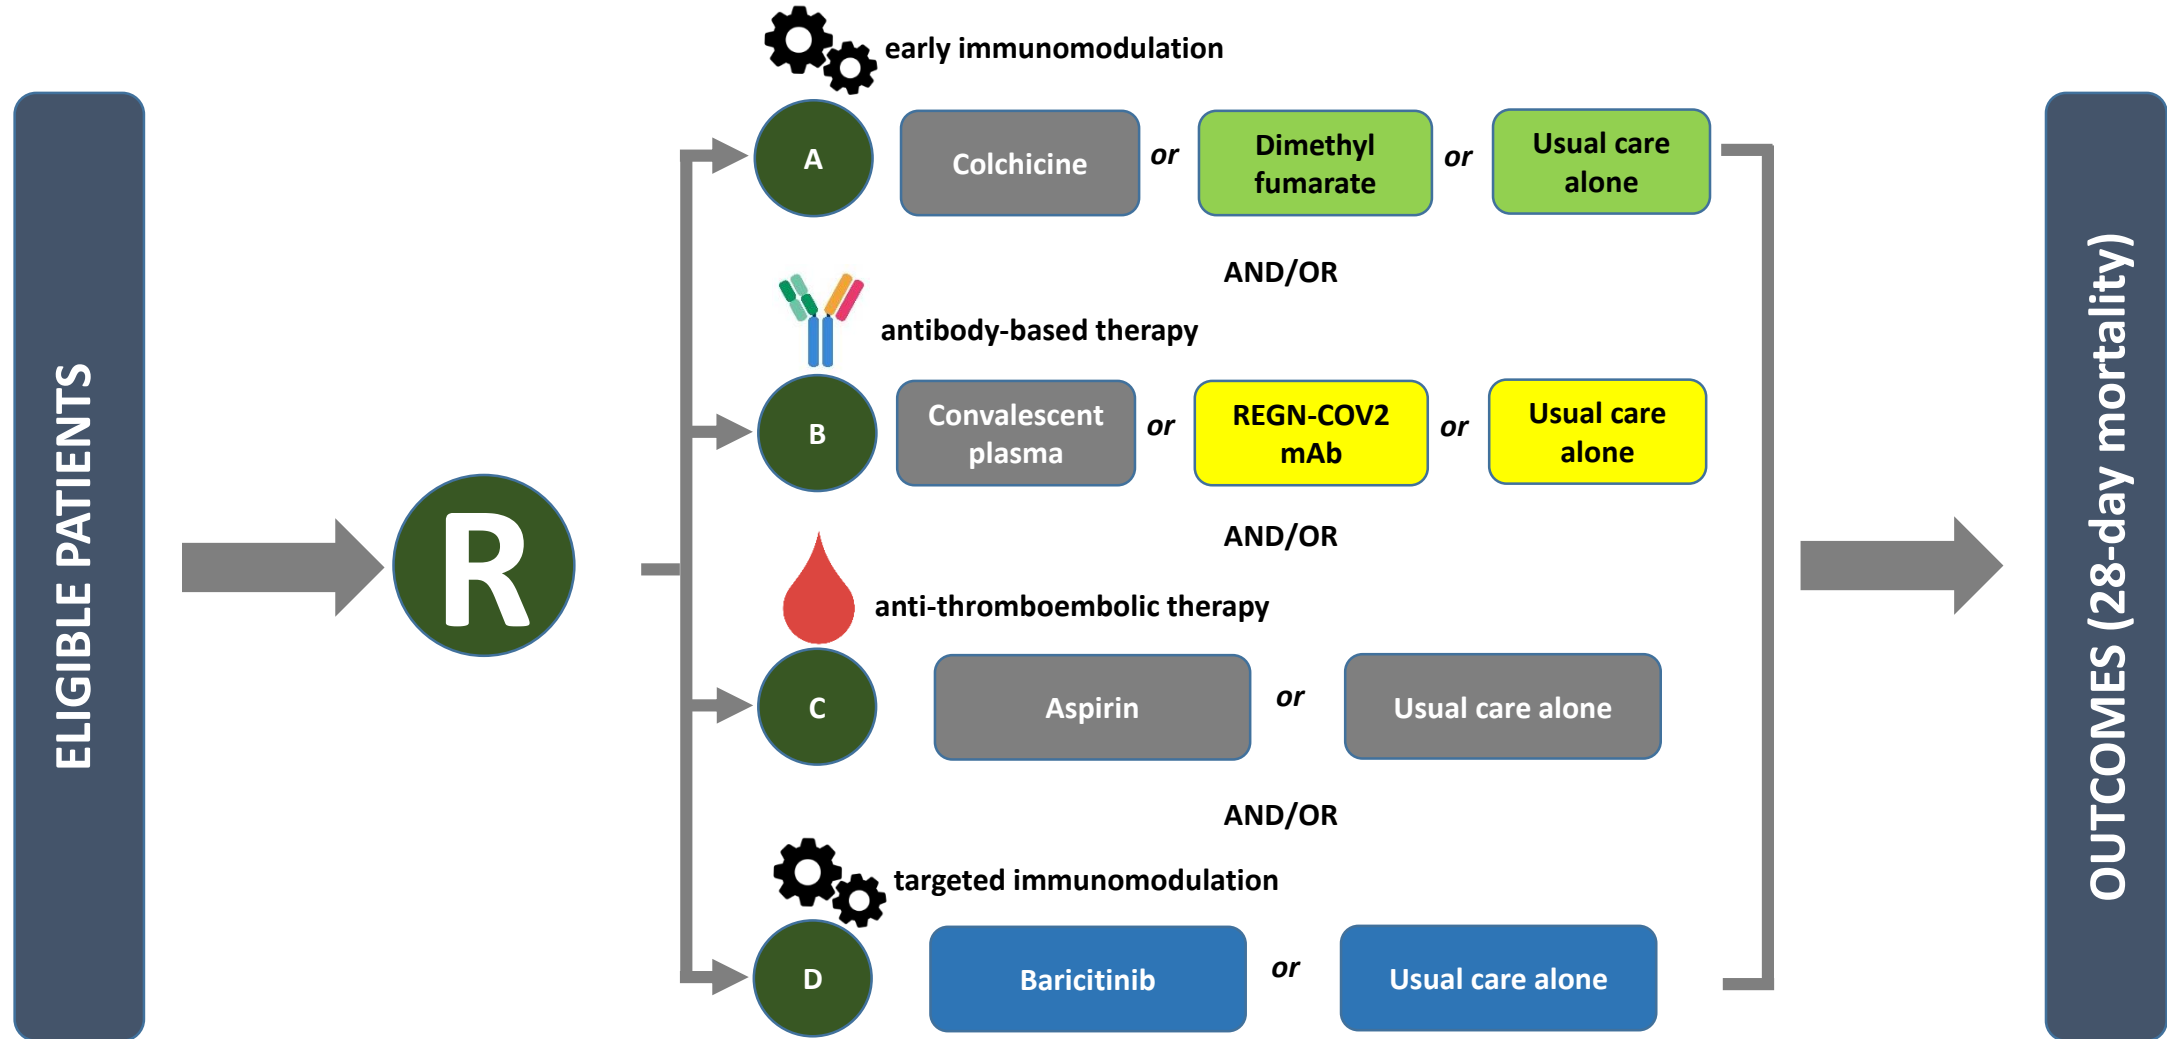 ELIGIBLE PATIENTS
R
early immunomodulation
A
Colchicine
or
Dimethyl
fumarate
or
Usual care
alone
AND/OR
antibody-based therapy
B
Convalescent
plasma
or
REGN-COV2
mAb
or
Usual care
alone
AND/OR
anti-thromboembolic therapy
C
Aspirin
or
Usual care alone
AND/OR
targeted immunomodulation
D
Baricitinib
or
Usual care alone
OUTCOMES (28-day mortality)